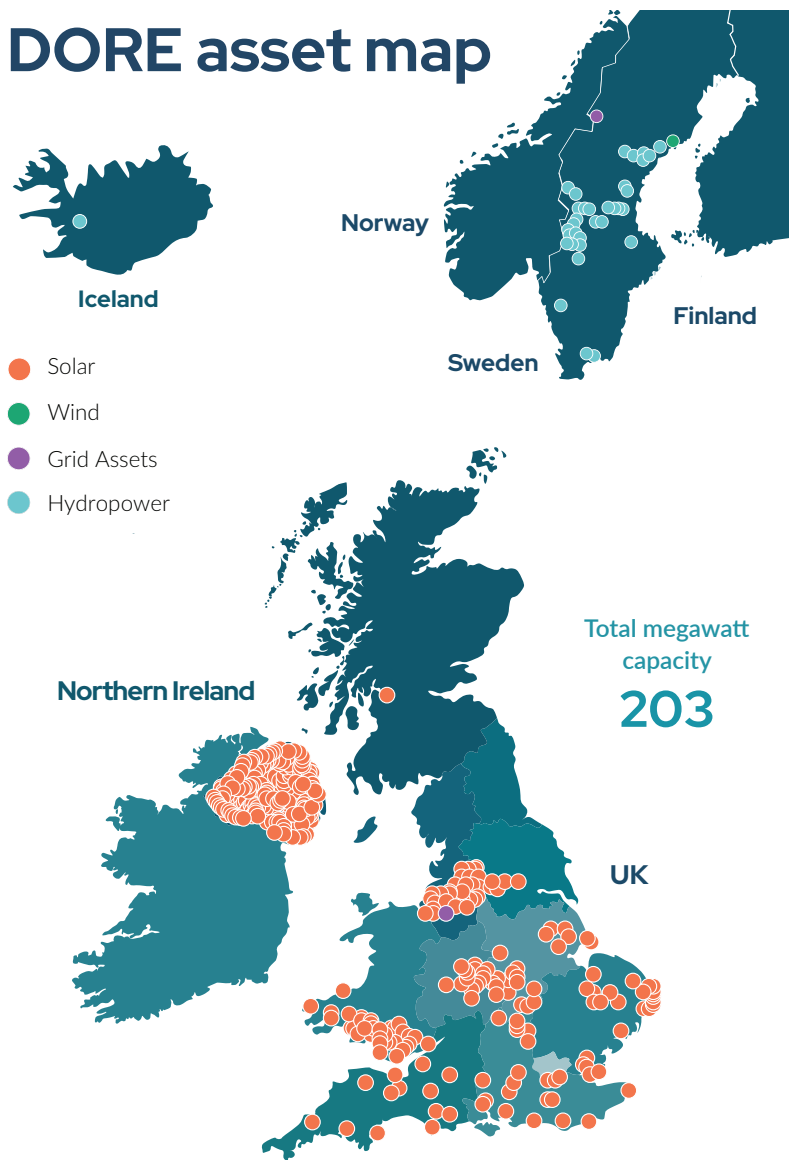 DORE asset map
Norway
Iceland
Finland
Sweden
Solar
Wind
Grid Assets
Hydropower
Total megawatt
capacity
203
Northern Ireland
UK